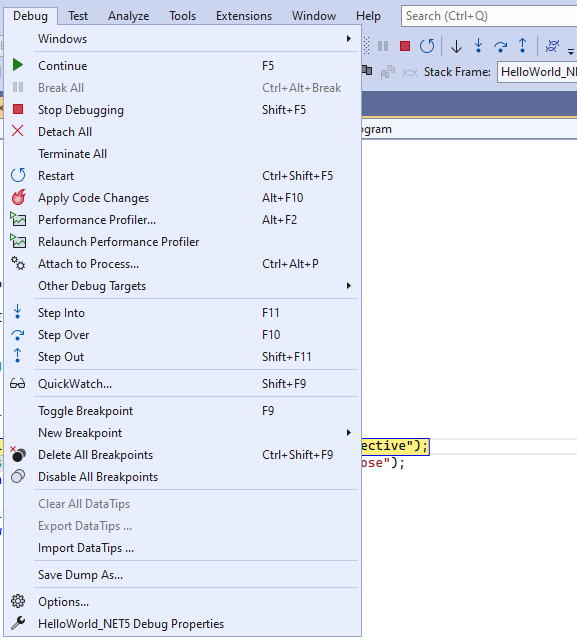 Debug Test Analyze Tools Extensions Window Help Search (Ctrl+Q)
Windows
Continue F5
Break All Ctrl+Alt+Break
Stop Debugging Shift+F5
Detach All
Terminate All
Restart Ctrl+Shift+F5
Apply Code Changes Alt+F10
Performance Profiler... Alt+F2
Relaunch Performance Profiler
Attach to Process... Ctrl+Alt+P
Other Debug Targets
Step Into F11
Step Over F10
Step Out Shift+F11
QuickWatch... Shift+F9
Toggle Breakpoint F9
New Breakpoint
Delete All Breakpoints Ctrl+Shift+F9
Disable All Breakpoints
Clear All DataTips
Export DataTips ...
Import DataTips ...
Save Dump As...
Options...
HelloWorld_NET5 Debug Properties
Stack Frame: HelloWorld_NE
ogram
ective");
ose");